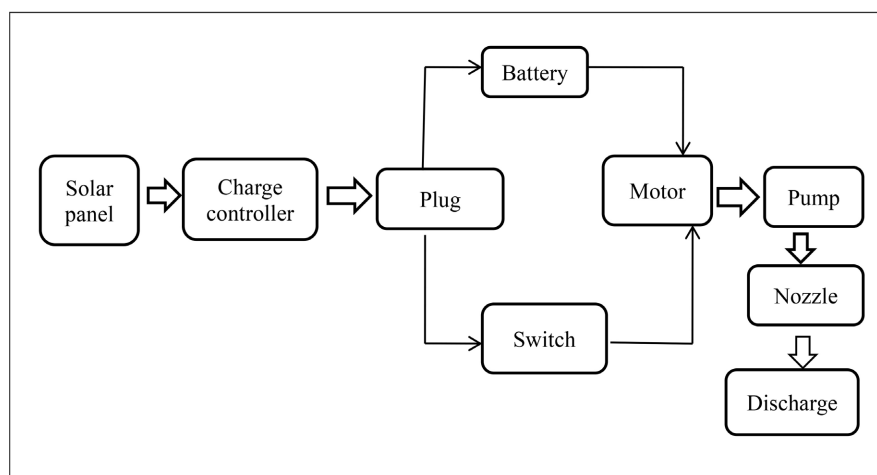 Battery
Solar
panel
Charge
controller
Plug
Motor
Pump
Nozzle
Switch
Discharge